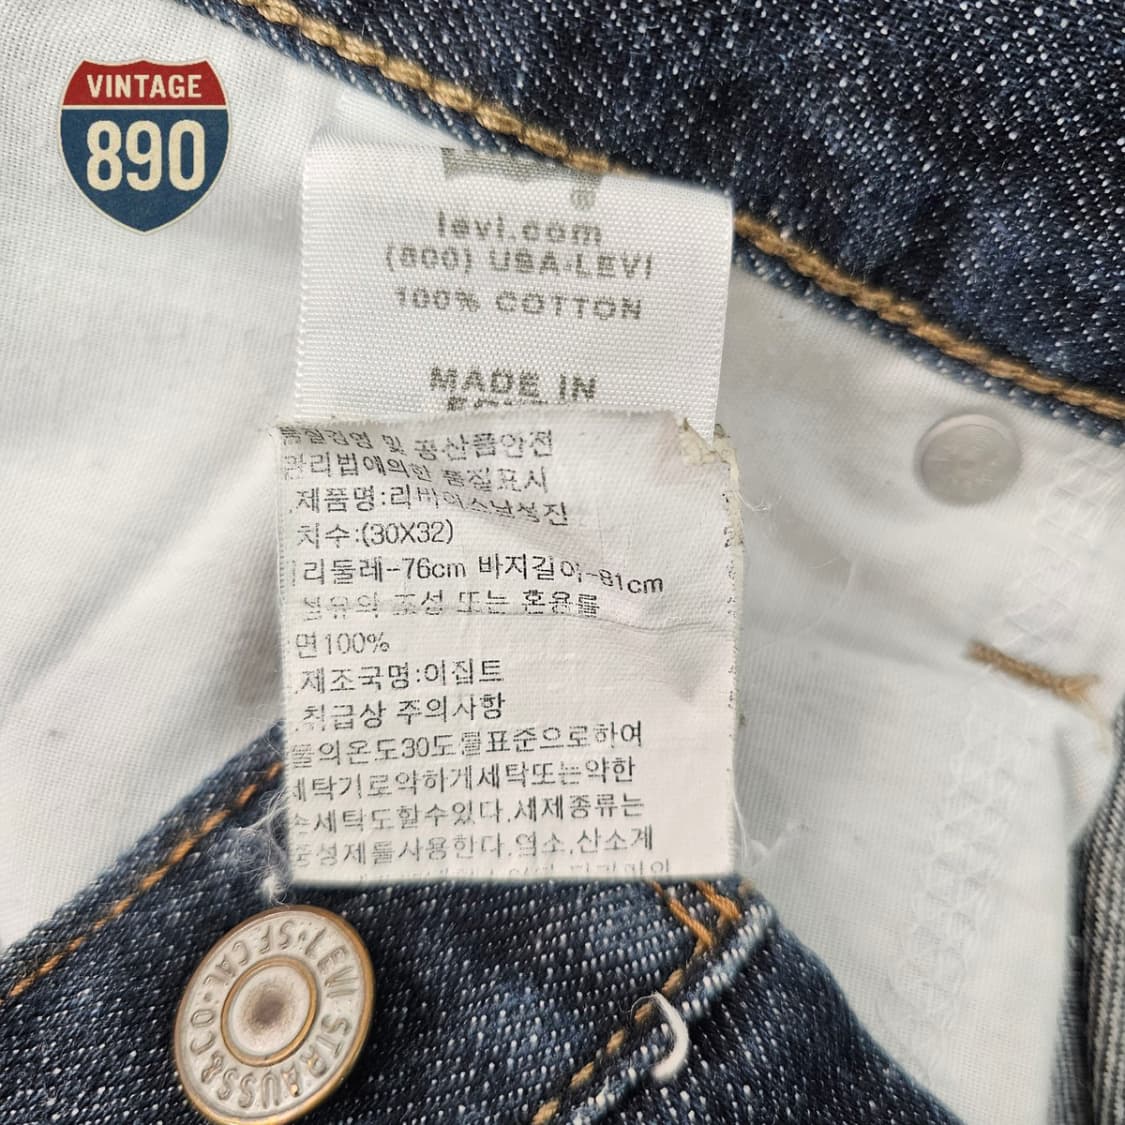 VINTAGE
890
®
levi.com
(800) USA-LEVI
100% COTTON
MADE IN
품질경영 및 공산품안전
관리법에의한 품질표시
제품명:리바이스남성진
치수:(30X32)
리둘레-76cm 바지길이-81cm
섬유의 조성 또는 혼용률
면100%
제조국명:이집트
취급상 주의사항
물의온도30도를표준으로하여
세탁기로약하게세탁또는약한
손세탁도할수있다.세제종류는
중성제를사용한다.염소,산소계
LEVI STRAUSS & CO. S.F. CAL.